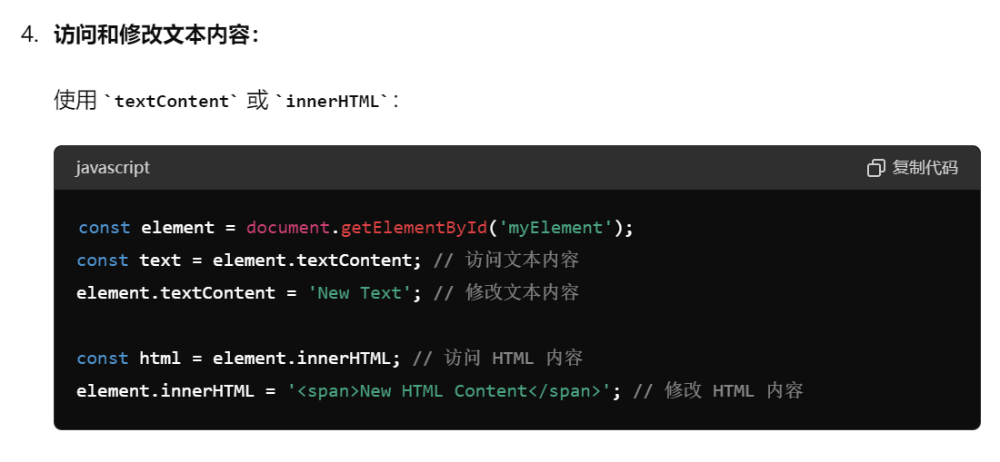 4. 访问和修改文本内容：
使用 `textContent` 或 `innerHTML`：
javascript 复制代码
const element = document.getElementById('myElement');
const text = element.textContent; // 访问文本内容
element.textContent = 'New Text'; // 修改文本内容
const html = element.innerHTML; // 访问 HTML 内容
element.innerHTML = '<span>New HTML Content</span>'; // 修改 HTML 内容